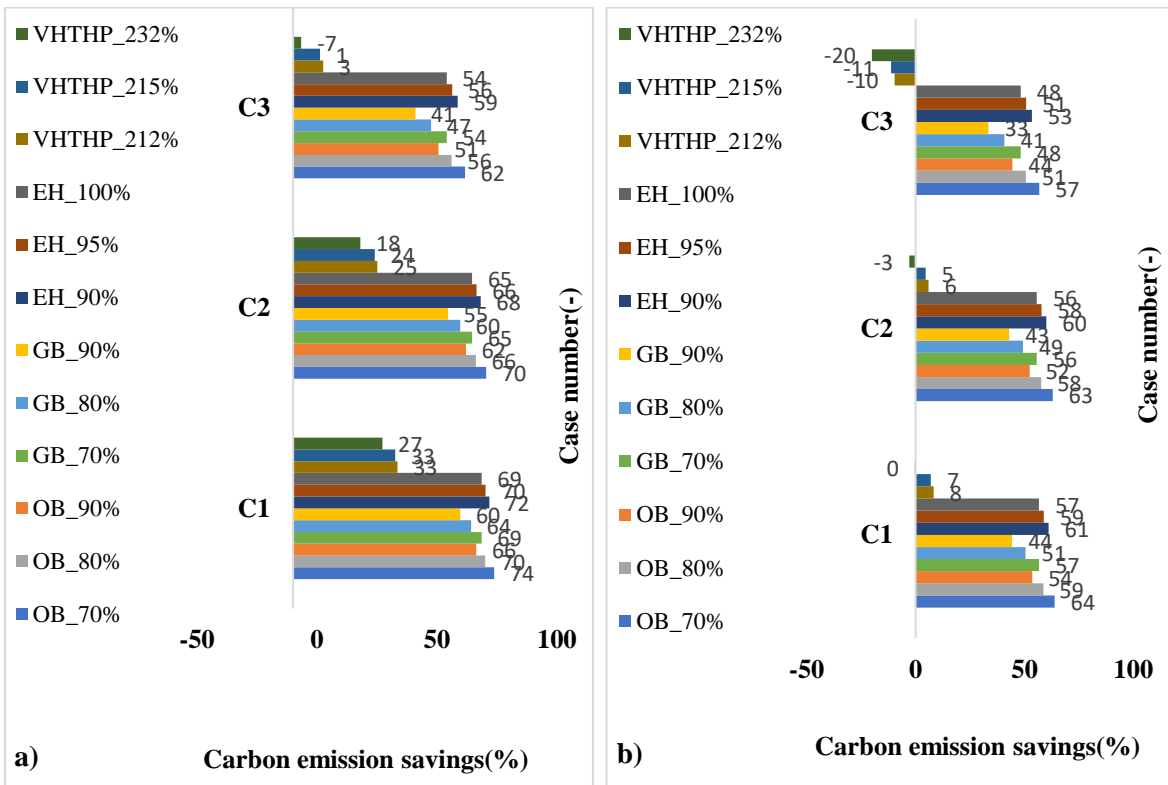 VHTHP_232%
VHTHP_215%
VHTHP_212%
EH_100%
EH_95%
EH_90%
GB_90%
GB_80%
GB_70%
OB_90%
OB_80%
OB_70%
C3
-7
1
3
54
56
59
41
47
54
51
56
62
C2
18
24
25
65
66
68
55
60
65
62
66
70
C1
27
33
33
69
70
72
60
64
69
66
70
74
Case number(-)
-50 0 50 100
a) Carbon emission savings(%)
VHTHP_232%
VHTHP_215%
VHTHP_212%
EH_100%
EH_95%
EH_90%
GB_90%
GB_80%
GB_70%
OB_90%
OB_80%
OB_70%
C3
-20
-11
-10
48
51
53
33
41
48
44
51
57
C2
-3
5
6
56
58
60
43
49
56
52
58
63
C1
0
7
8
57
59
61
44
51
57
54
59
64
Case number(-)
-50 0 50 100
b) Carbon emission savings(%)